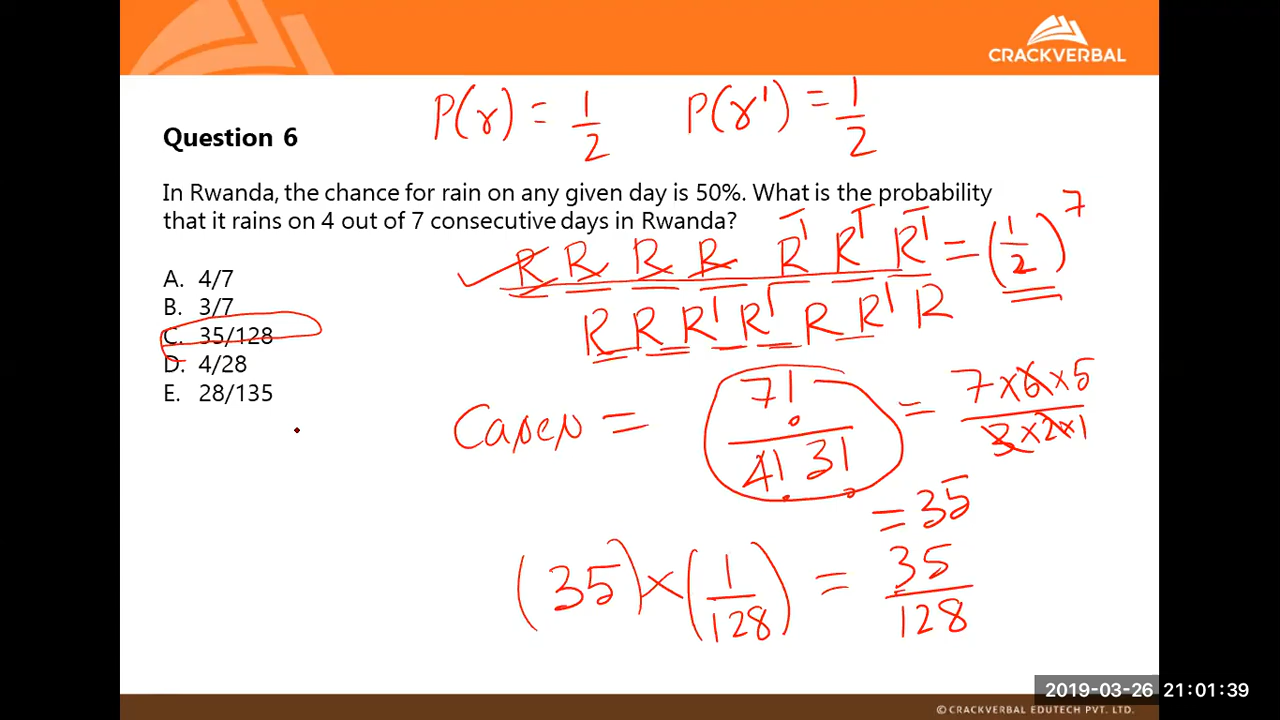 CRACKVERBAL
P(r) = 1/2 P(r') = 1/2
Question 6
In Rwanda, the chance for rain on any given day is 50%. What is the probability
that it rains on 4 out of 7 consecutive days in Rwanda?
R R R R R' R' R' = (1/2)^7
R R R' R' R R' R
A. 4/7
B. 3/7
C. 35/128
D. 4/28
E. 28/135
Cases = 7!/4! 3! = 7×6×5/3×2×1
= 35
(35) × (1/128) = 35/128
2019-03-26 21:01:39
© CRACKVERBAL EDUTECH PVT. LTD.